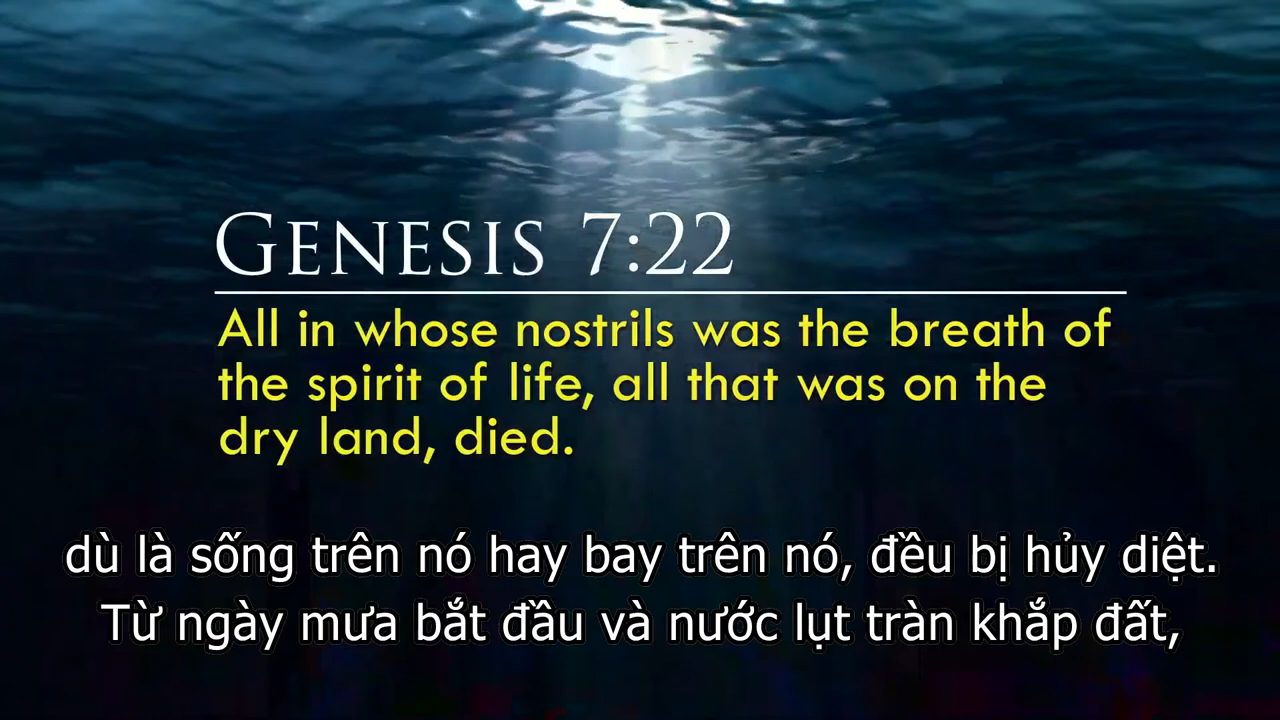 GENESIS 7:22
All in whose nostrils was the breath of
the spirit of life, all that was on the
dry land, died.
dù là sống trên nó hay bay trên nó, đều bị hủy diệt.
Từ ngày mưa bắt đầu và nước lụt tràn khắp đất,